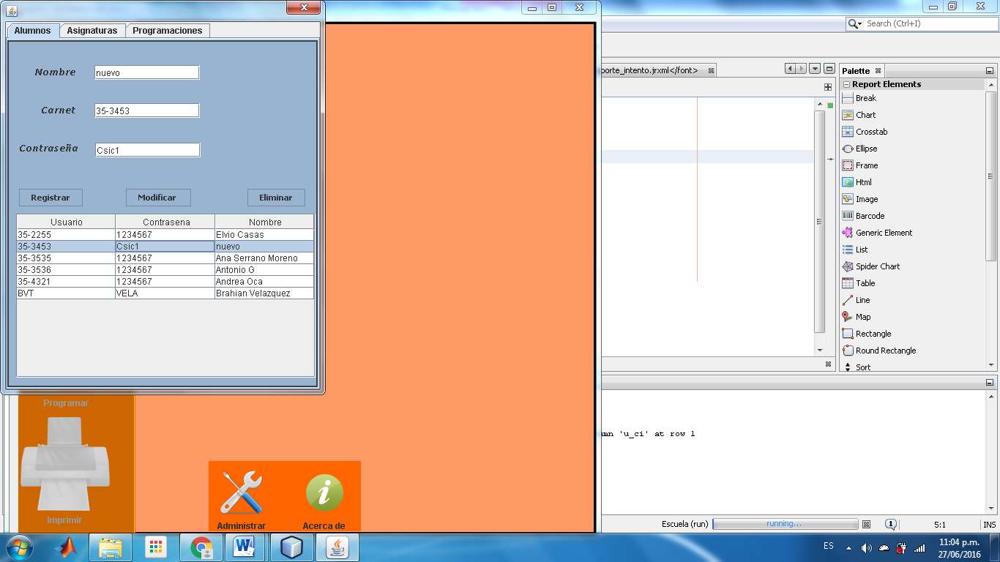 Alumnos Asignaturas Programaciones
Nombre nuevo
Carnet 35-3453
Contraseña Csic1
Registrar Modificar Eliminar
Usuario Contrasena Nombre
35-2255 1234567 Elvio Casas
35-3453 Csic1 nuevo
35-3535 1234567 Ana Serrano Moreno
35-3536 1234567 Antonio G
35-4321 1234567 Andrea Oca
BVT VELA Brahian Velazquez
Programar
Imprimir
Administrar Acerca de
Search (Ctrl+I)
porte_intento.jrxml</font>
Palette
Report Elements
Break
Chart
Crosstab
Ellipse
Frame
Html
Image
Barcode
Generic Element
List
Spider Chart
Table
Line
Map
Rectangle
Round Rectangle
Sort
umn 'u_ci' at row 1
Escuela (run) running... 1 5:1 INS
ES 11:04 p.m.
27/06/2016